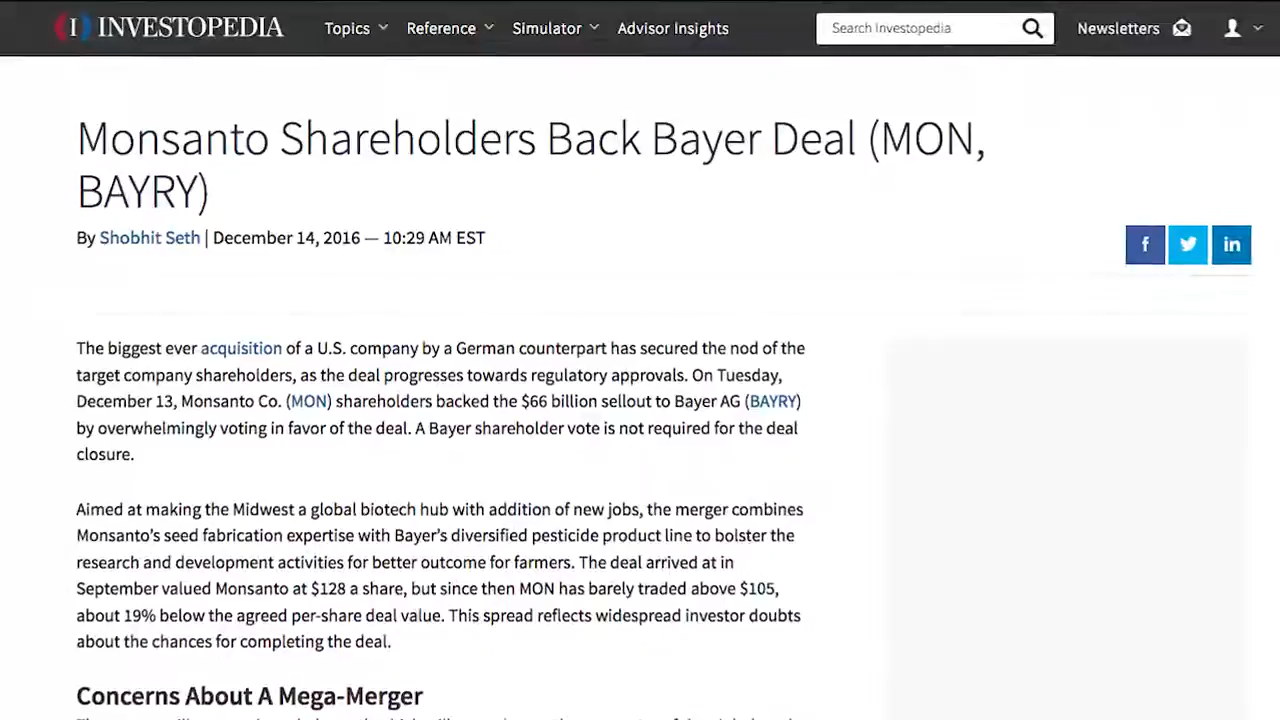 INVESTOPEDIA Topics Reference Simulator Advisor Insights Search Investopedia Newsletters
Monsanto Shareholders Back Bayer Deal (MON,
BAYRY)
By Shobhit Seth | December 14, 2016 — 10:29 AM EST
The biggest ever acquisition of a U.S. company by a German counterpart has secured the nod of the
target company shareholders, as the deal progresses towards regulatory approvals. On Tuesday,
December 13, Monsanto Co. (MON) shareholders backed the $66 billion sellout to Bayer AG (BAYRY)
by overwhelmingly voting in favor of the deal. A Bayer shareholder vote is not required for the deal
closure.
Aimed at making the Midwest a global biotech hub with addition of new jobs, the merger combines
Monsanto’s seed fabrication expertise with Bayer’s diversified pesticide product line to bolster the
research and development activities for better outcome for farmers. The deal arrived at in
September valued Monsanto at $128 a share, but since then MON has barely traded above $105,
about 19% below the agreed per-share deal value. This spread reflects widespread investor doubts
about the chances for completing the deal.
Concerns About A Mega-Merger